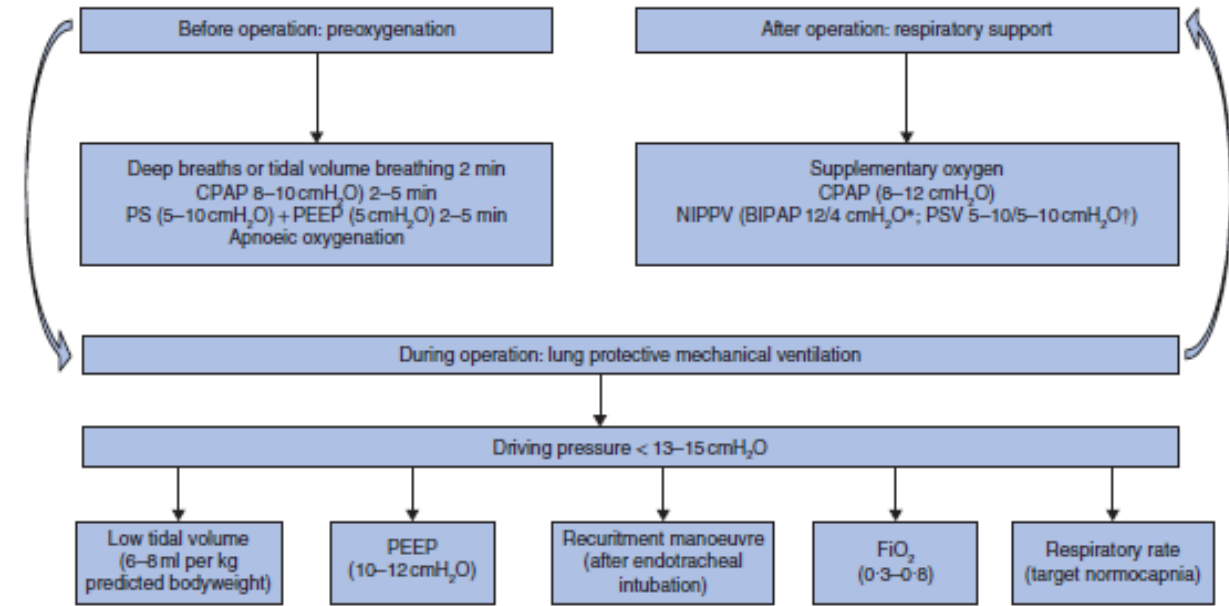 Before operation: preoxygenation
After operation: respiratory support
Deep breaths or tidal volume breathing 2 min
CPAP 8–10 cmH₂O) 2–5 min
PS (5–10 cmH₂O) + PEEP (5 cmH₂O) 2–5 min
Apnoeic oxygenation
Supplementary oxygen
CPAP (8–12 cmH₂O)
NIPPV (BIPAP 12/4 cmH₂O*; PSV 5–10/5–10 cmH₂O†)
During operation: lung protective mechanical ventilation
Driving pressure < 13–15 cmH₂O
Low tidal volume
(6–8 ml per kg
predicted bodyweight)
PEEP
(10–12 cmH₂O)
Recuritment manoeuvre
(after endotracheal
intubation)
FiO₂
(0·3–0·8)
Respiratory rate
(target normocapnia)